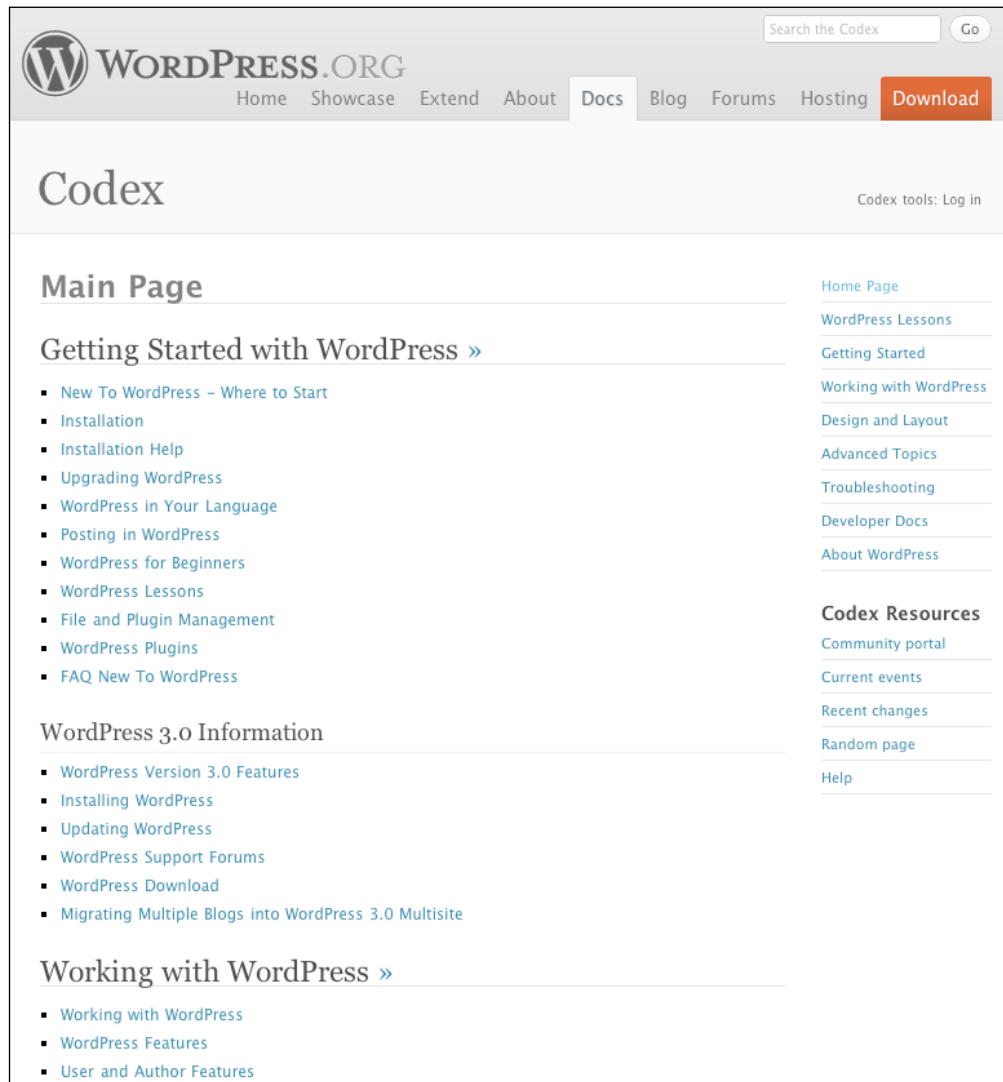 Search the Codex
Go
WORDPRESS.ORG
Home Showcase Extend About Docs Blog Forums Hosting Download
Codex
Codex tools: Log in
Main Page
Getting Started with WordPress »
New To WordPress – Where to Start
Installation
Installation Help
Upgrading WordPress
WordPress in Your Language
Posting in WordPress
WordPress for Beginners
WordPress Lessons
File and Plugin Management
WordPress Plugins
FAQ New To WordPress
WordPress 3.0 Information
WordPress Version 3.0 Features
Installing WordPress
Updating WordPress
WordPress Support Forums
WordPress Download
Migrating Multiple Blogs into WordPress 3.0 Multisite
Working with WordPress »
Working with WordPress
WordPress Features
User and Author Features
Home Page
WordPress Lessons
Getting Started
Working with WordPress
Design and Layout
Advanced Topics
Troubleshooting
Developer Docs
About WordPress
Codex Resources
Community portal
Current events
Recent changes
Random page
Help